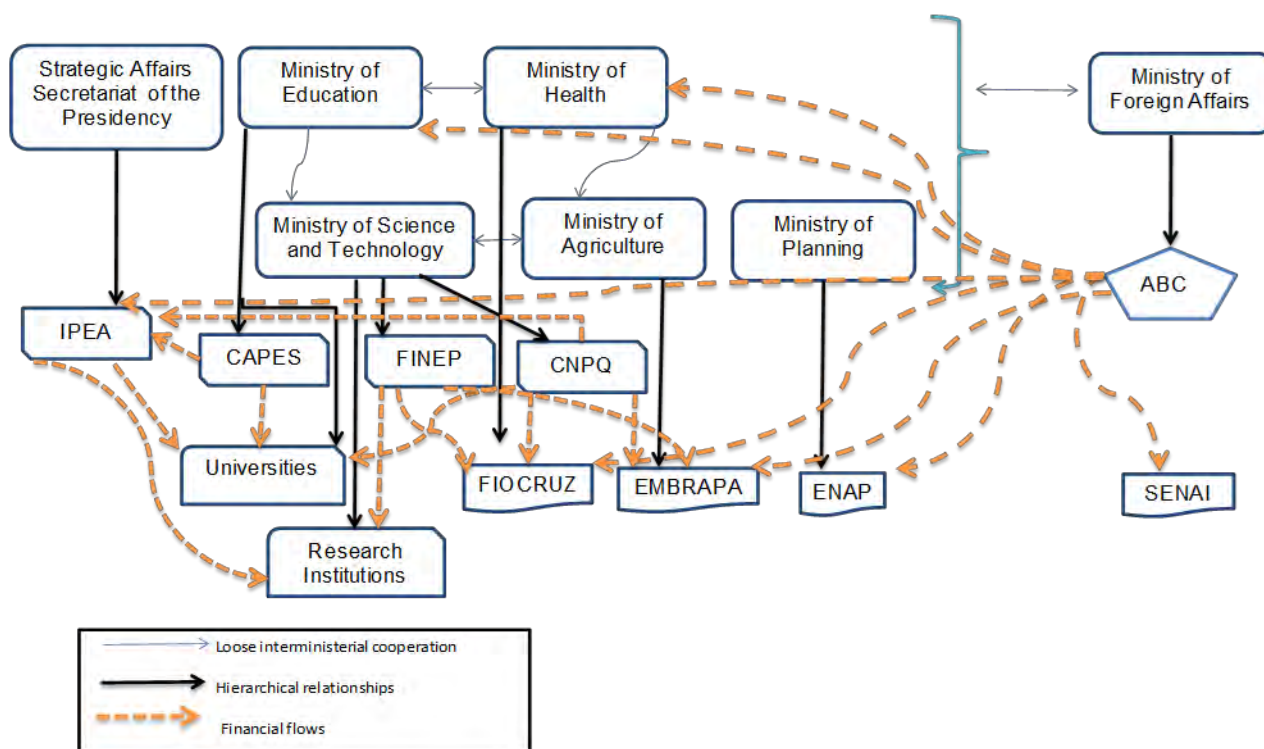 Strategic Affairs
Secretariat of the
Presidency
Ministry of
Education
Ministry of
Health
Ministry of
Foreign Affairs
Ministry of Science
and Technology
Ministry of
Agriculture
Ministry of
Planning
ABC
IPEA
CAPES
FINEP
CNPQ
Universities
FIOCRUZ
EMBRAPA
ENAP
SENAI
Research
Institutions
Loose interministerial cooperation
Hierarchical relationships
Financial flows